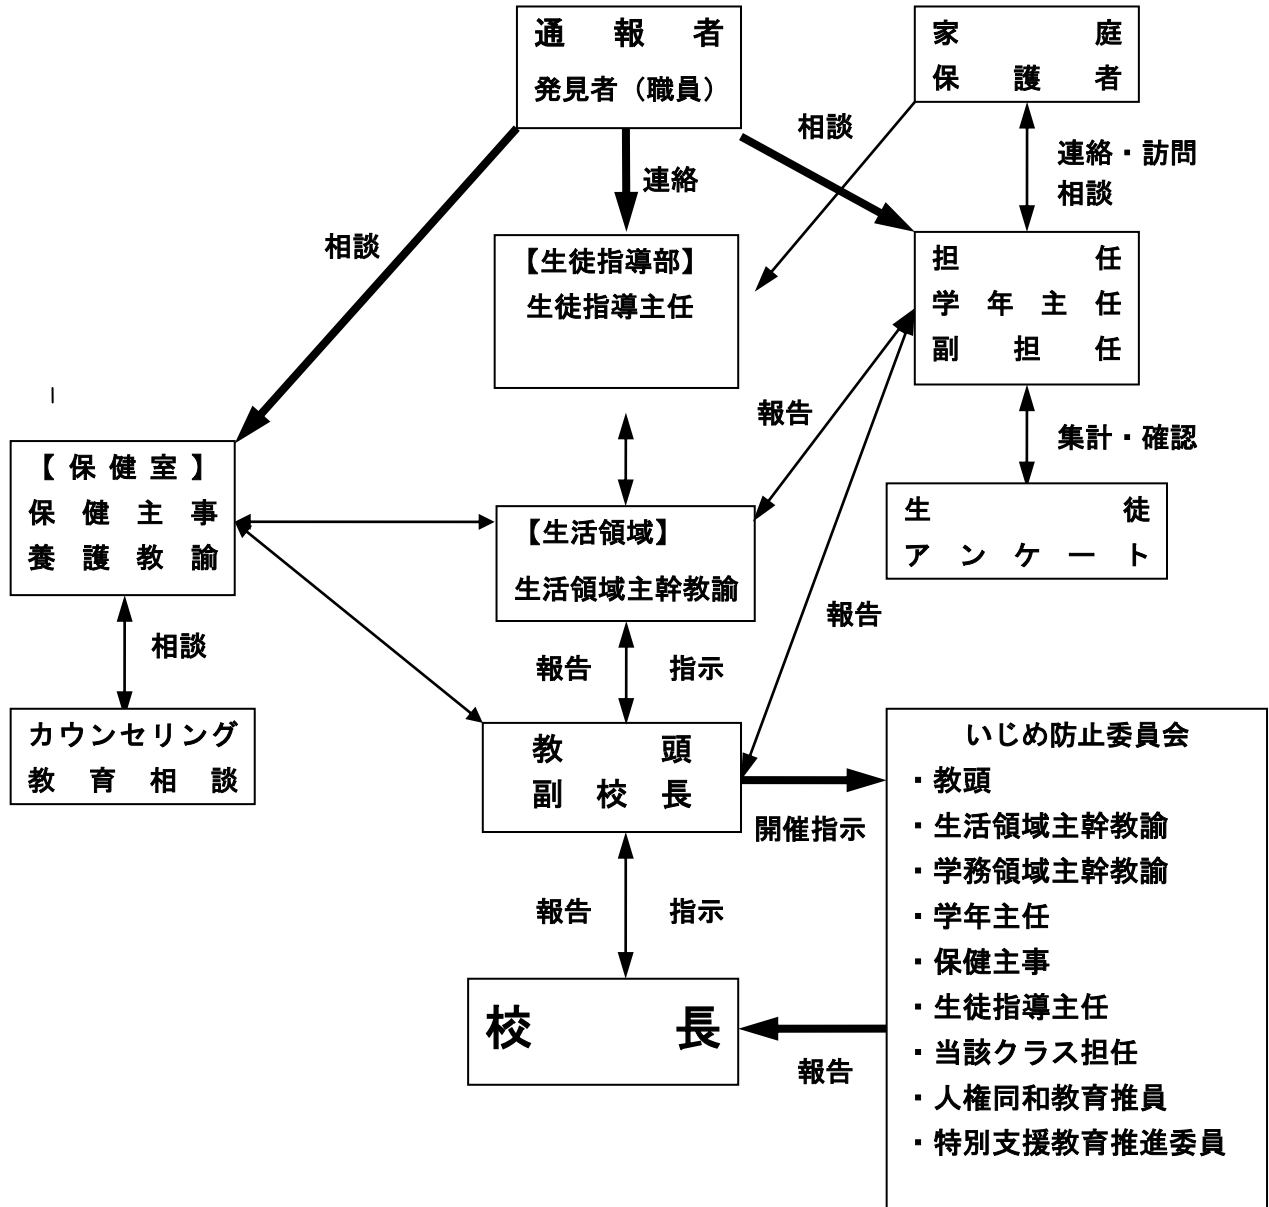 通報者
発見者（職員）
家庭
保護者
相談
連絡・訪問
相談
連絡
相談
【生徒指導部】
生徒指導主任
担任
学年主任
副担任
報告
集計・確認
【保健室】
保健主事
養護教諭
生徒
アンケート
【生活領域】
生活領域主幹教諭
報告
相談
報告 指示
カウンセリング
教育相談
教頭
副校長
開催指示
いじめ防止委員会
・教頭
・生活領域主幹教諭
・学務領域主幹教諭
・学年主任
・保健主事
・生徒指導主任
・当該クラス担任
・人権同和教育推員
・特別支援教育推進委員
報告 指示
校長
報告